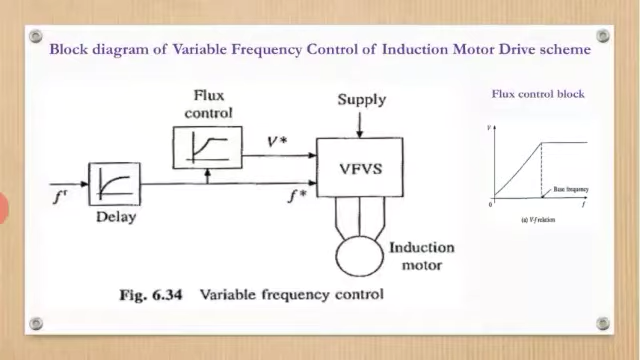 Block diagram of Variable Frequency Control of Induction Motor Drive scheme
Flux control block
Flux
control
Supply
V*
VFVS
fʳ
f*
Delay
Induction
motor
Fig. 6.34 Variable frequency control
V
Base frequency
0
f
(a) V-f relation